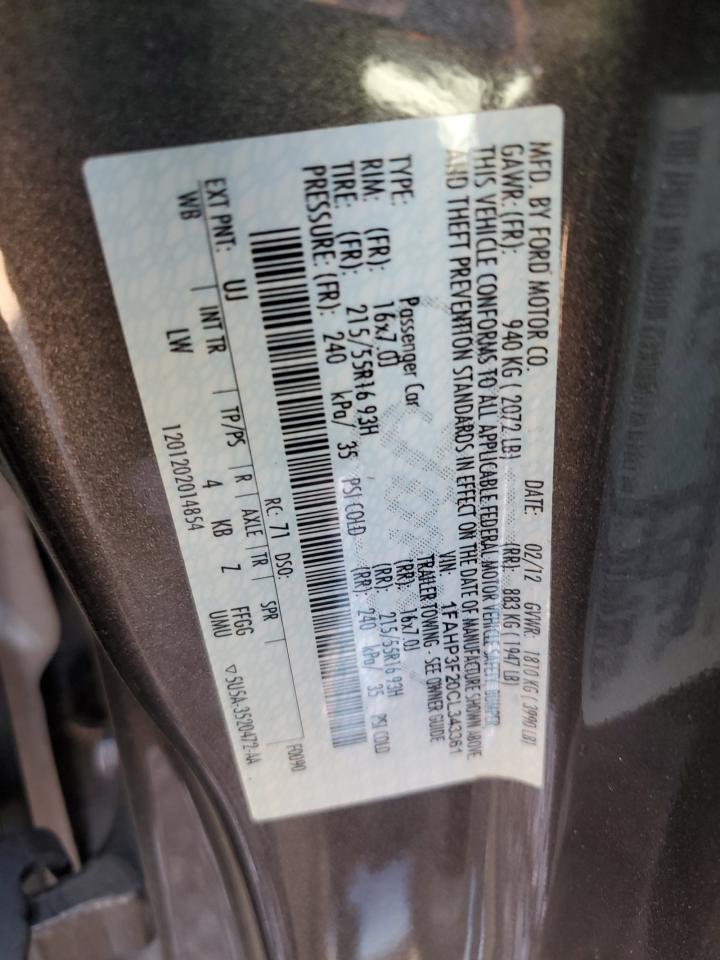 MFD. BY FORD MOTOR CO.
DATE: 02/12 GVWR: 1810 KG ( 3990 LB)
GAWR: (FR): 940 KG ( 2072 LB) (RR): 883 KG ( 1947 LB)
THIS VEHICLE CONFORMS TO ALL APPLICABLE FEDERAL MOTOR VEHICLE SAFETY, BUMPER,
AND THEFT PREVENTION STANDARDS IN EFFECT ON THE DATE OF MANUFACTURE SHOWN ABOVE
VIN: 1FAHP3F20CL343361
TYPE: Passenger Car TRAILER TOWING - SEE OWNER GUIDE
RIM: (FR): 16x7.0J (RR): 16x7.0J
TIRE: (FR): 215/55R16 93H (RR): 215/55R16 93H
PRESSURE: (FR): 240 kPa/ 35 PSI COLD (RR): 240 kPa/ 35 PSI COLD
F0090
RC: 71 DSO:
EXT PNT: UJ
WB | INT TR | TP/PS | R | AXLE | TR | SPR
LW 4 KB Z FFGG
UMU
1201202014854 ▽5U5A-3520472-AA